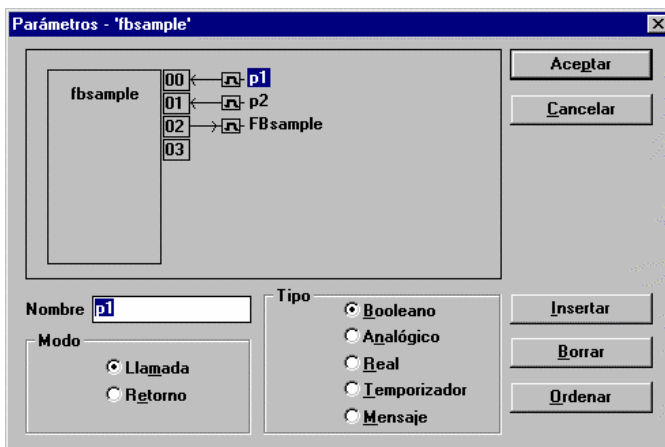 Parámetros - 'fbsample'
fbsample
00 p1
01 p2
02 FBsample
03
Aceptar
Cancelar
Nombre p1
Modo
Llamada
Retorno
Tipo
Booleano
Analógico
Real
Temporizador
Mensaje
Insertar
Borrar
Ordenar